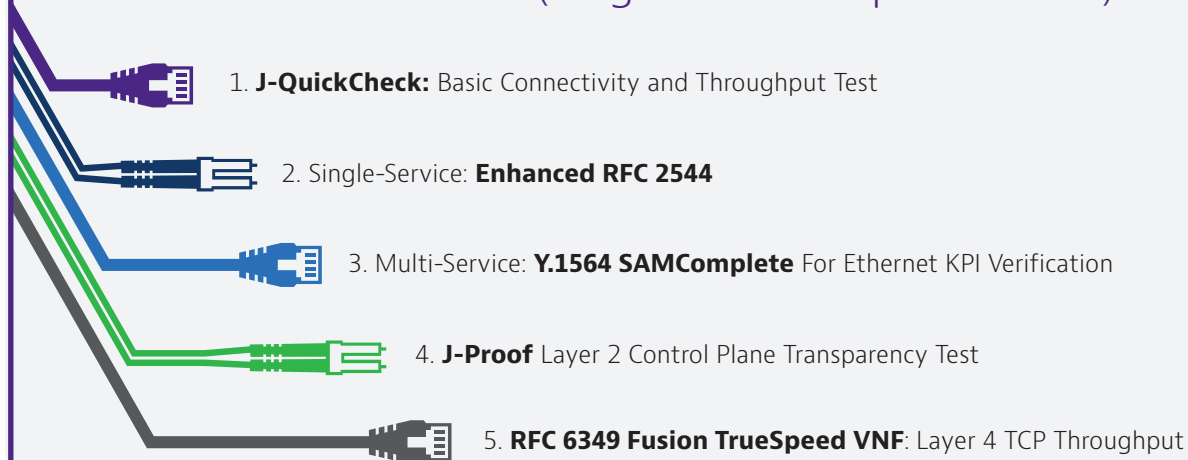 1. J-QuickCheck: Basic Connectivity and Throughput Test
2. Single-Service: Enhanced RFC 2544
3. Multi-Service: Y.1564 SAMComplete For Ethernet KPI Verification
4. J-Proof Layer 2 Control Plane Transparency Test
5. RFC 6349 Fusion TrueSpeed VNF: Layer 4 TCP Throughput